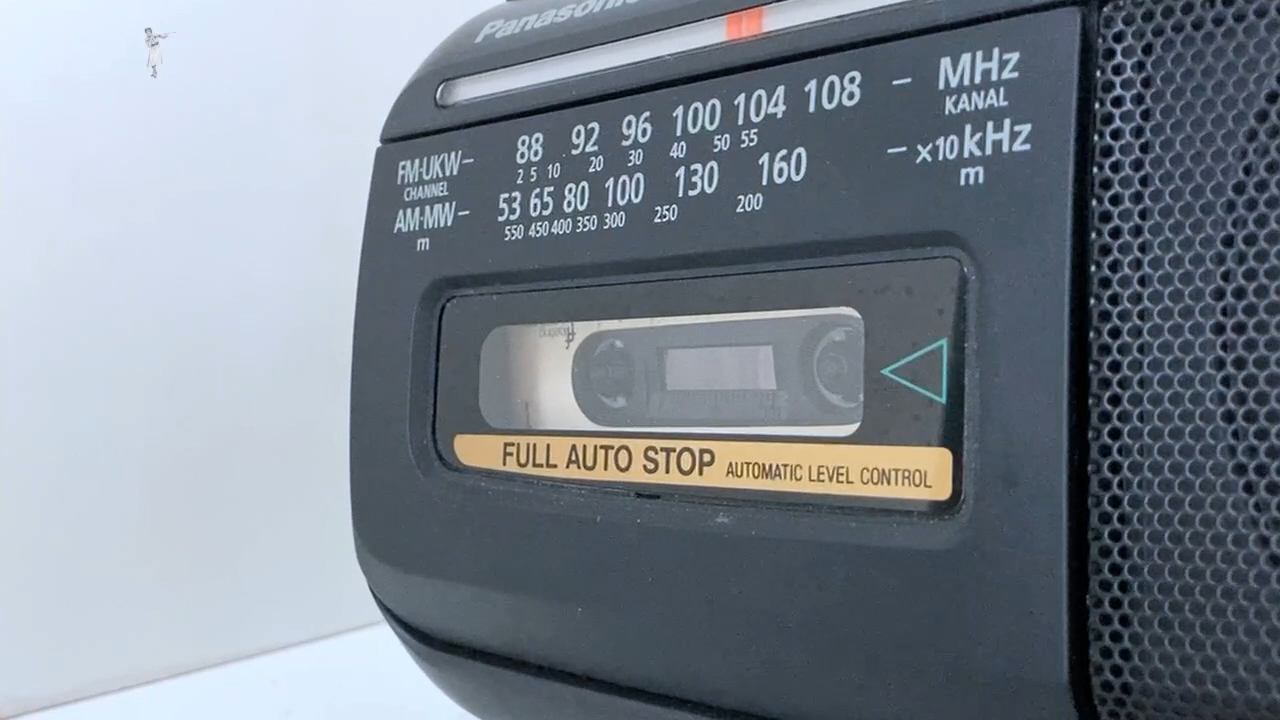 Panasonic
FM·UKW– 88 92 96 100 104 108 – MHz
CHANNEL 2 5 10 20 30 40 50 55 KANAL
AM·MW– 53 65 80 100 130 160 – ×10 kHz
m 550 450 400 350 300 250 200 m
FULL AUTO STOP AUTOMATIC LEVEL CONTROL